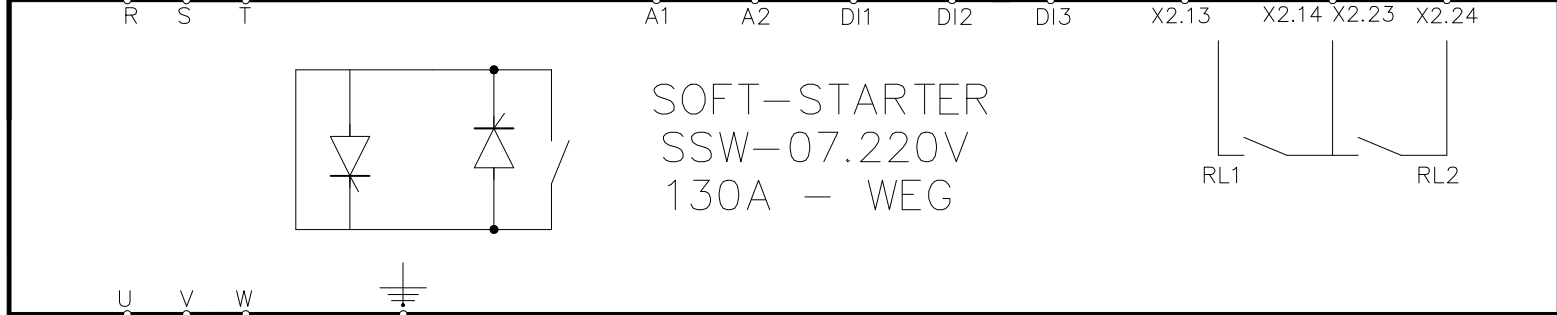 R S T A1 A2 DI1 DI2 DI3 X2.13 X2.14 X2.23 X2.24
SOFT-STARTER
SSW-07.220V
130A - WEG
RL1 RL2
U V W